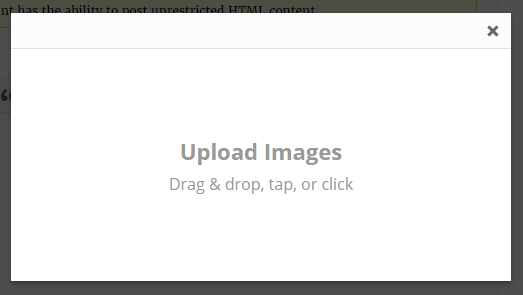 nt has the ability to post unrestricted HTML content
Upload Images
Drag & drop, tap, or click